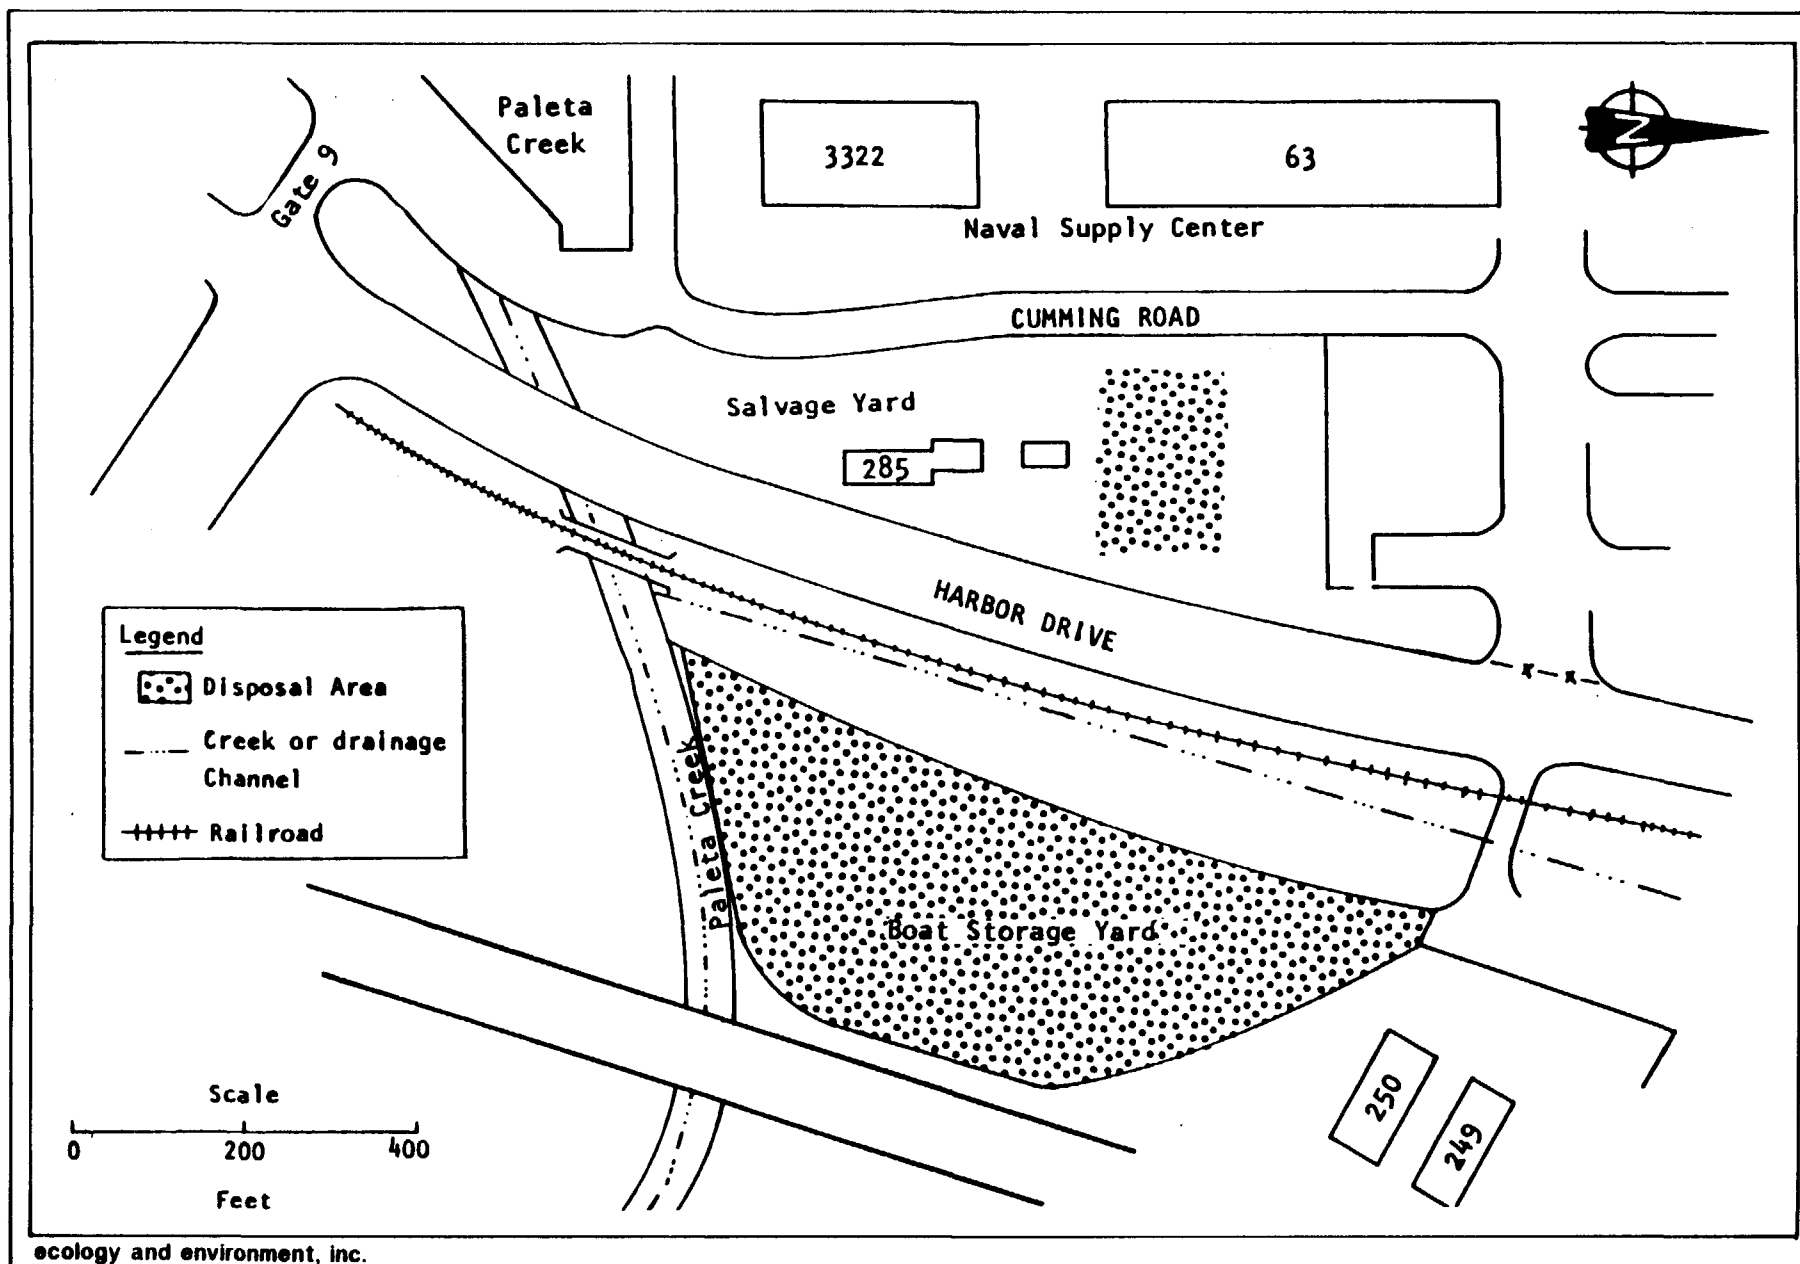 Paleta
Creek
3322
63
N
Gate 9
Naval Supply Center
CUMMING ROAD
Salvage Yard
285
HARBOR DRIVE
Legend
Disposal Area
Creek or drainage
Channel
Railroad
Paleta Creek
Boat Storage Yard
250
249
Scale
0 200 400
Feet
ecology and environment, inc.